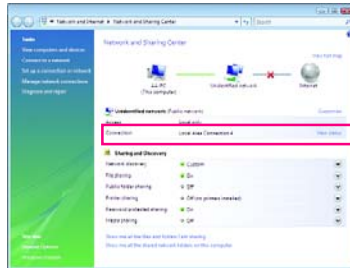 Network and Internet ▸ Network and Sharing Center
Search
Tasks
View computers and devices
Connect to a network
Set up a connection or network
Manage network connections
Diagnose and repair
Network and Sharing Center
View full map
(This computer)
Unidentified network
Internet
Unidentified network (Public network)
Customize
Access
Local only
Connection
Local Area Connection 4
View status
Sharing and Discovery
Network discovery
Custom
File sharing
On
Public folder sharing
Off
Printer sharing
Off (no printers installed)
Password protected sharing
On
Media sharing
Off
Show me all the files and folders I am sharing
Show me all the shared network folders on this computer
See also
Internet Options
Windows Firewall